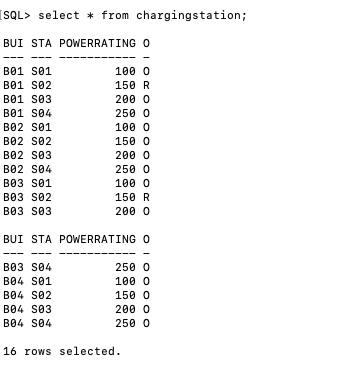 [SQL> select * from chargingstation;
BUI STA POWERRATING O
--- --- ----------- -
B01 S01         100 O
B01 S02         150 R
B01 S03         200 O
B01 S04         250 O
B02 S01         100 O
B02 S02         150 O
B02 S03         200 O
B02 S04         250 O
B03 S01         100 O
B03 S02         150 R
B03 S03         200 O
BUI STA POWERRATING O
--- --- ----------- -
B03 S04         250 O
B04 S01         100 O
B04 S02         150 O
B04 S03         200 O
B04 S04         250 O
16 rows selected.